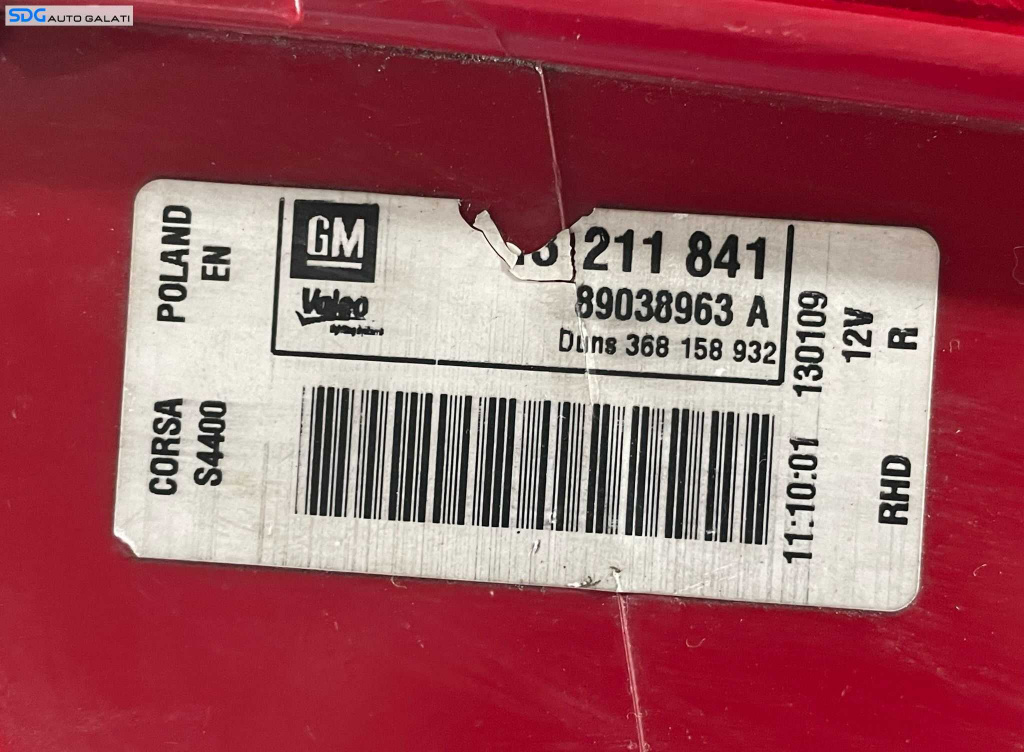 SDG AUTO GALATI
POLAND
EN
CORSA
S4400
GM
Valeo
211 841
89038963 A
Duns 368 158 932
11:10:01 130109
12V
RHD R